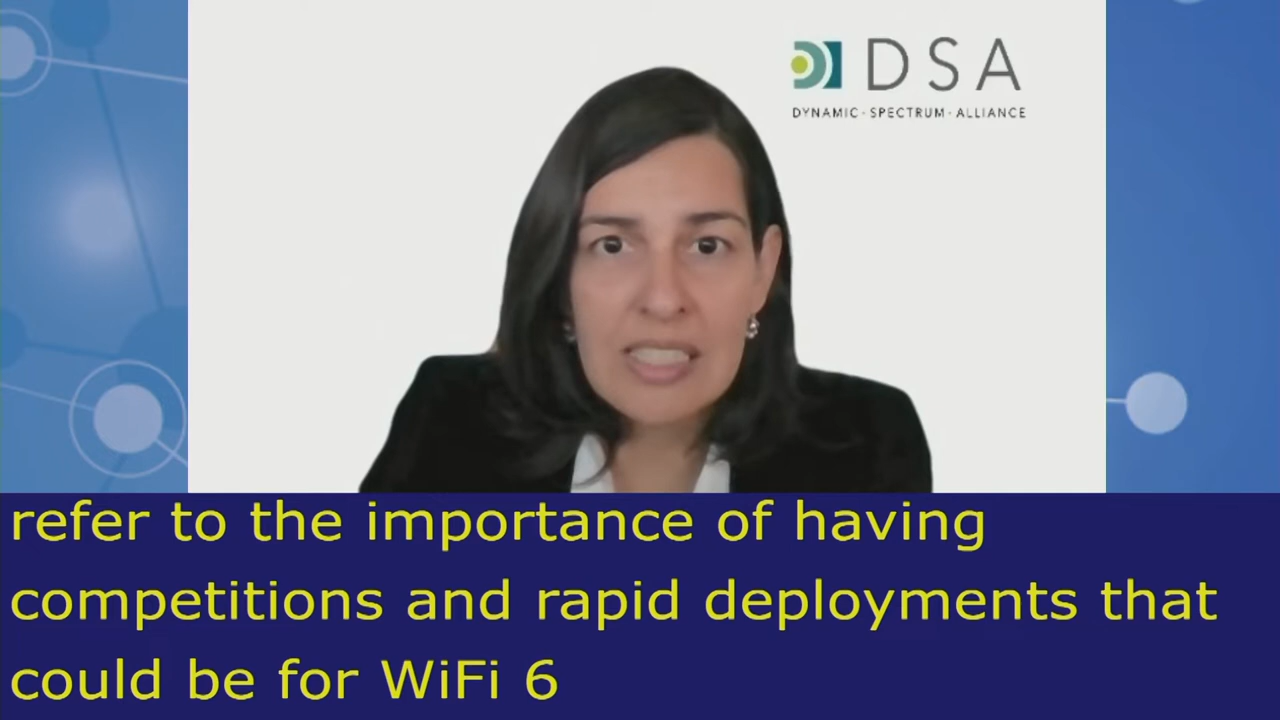 DSA
DYNAMIC·SPECTRUM·ALLIANCE
refer to the importance of having
competitions and rapid deployments that
could be for WiFi 6